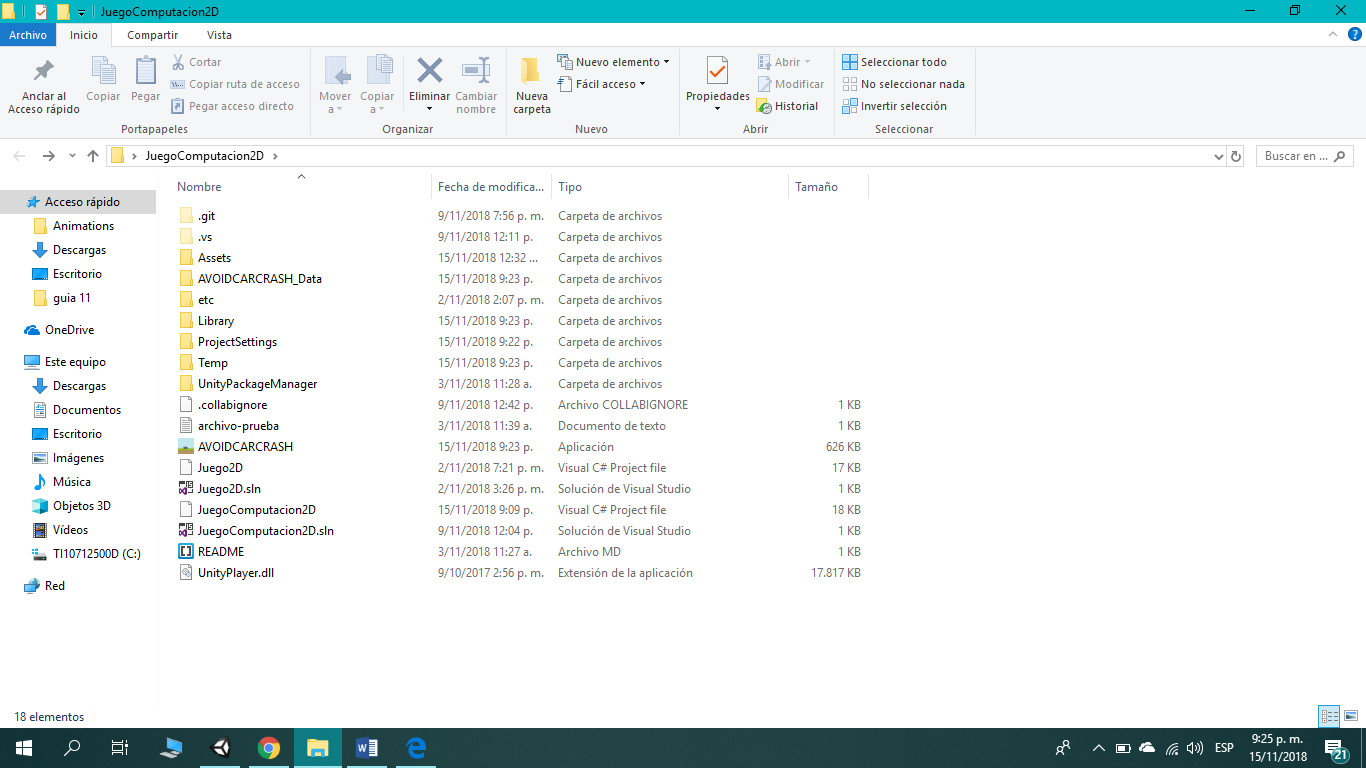 JuegoComputacion2D
Archivo Inicio Compartir Vista
Anclar al Acceso rápido
Copiar
Pegar
Cortar
Copiar ruta de acceso
Pegar acceso directo
Portapapeles
Mover a
Copiar a
Eliminar
Cambiar nombre
Organizar
Nueva carpeta
Nuevo elemento
Fácil acceso
Nuevo
Propiedades
Abrir
Modificar
Historial
Abrir
Seleccionar todo
No seleccionar nada
Invertir selección
Seleccionar
JuegoComputacion2D
Buscar en ...
Acceso rápido
Animations
Descargas
Escritorio
guia 11
OneDrive
Este equipo
Descargas
Documentos
Escritorio
Imágenes
Música
Objetos 3D
Vídeos
TI10712500D (C:)
Red
Nombre Fecha de modifica... Tipo Tamaño
.git 9/11/2018 7:56 p. m. Carpeta de archivos
.vs 9/11/2018 12:11 p. Carpeta de archivos
Assets 15/11/2018 12:32 ... Carpeta de archivos
AVOIDCARCRASH_Data 15/11/2018 9:23 p. Carpeta de archivos
etc 2/11/2018 2:07 p. m. Carpeta de archivos
Library 15/11/2018 9:23 p. Carpeta de archivos
ProjectSettings 15/11/2018 9:22 p. Carpeta de archivos
Temp 15/11/2018 9:23 p. Carpeta de archivos
UnityPackageManager 3/11/2018 11:28 a. Carpeta de archivos
.collabignore 9/11/2018 12:42 p. Archivo COLLABIGNORE 1 KB
archivo-prueba 3/11/2018 11:39 a. Documento de texto 1 KB
AVOIDCARCRASH 15/11/2018 9:23 p. Aplicación 626 KB
Juego2D 2/11/2018 7:21 p. m. Visual C# Project file 17 KB
Juego2D.sln 2/11/2018 3:26 p. m. Solución de Visual Studio 1 KB
JuegoComputacion2D 15/11/2018 9:09 p. Visual C# Project file 18 KB
JuegoComputacion2D.sln 9/11/2018 12:04 p. Solución de Visual Studio 1 KB
README 3/11/2018 11:27 a. Archivo MD 1 KB
UnityPlayer.dll 9/10/2017 2:56 p. m. Extensión de la aplicación 17.817 KB
18 elementos
ESP
9:25 p. m.
15/11/2018
21